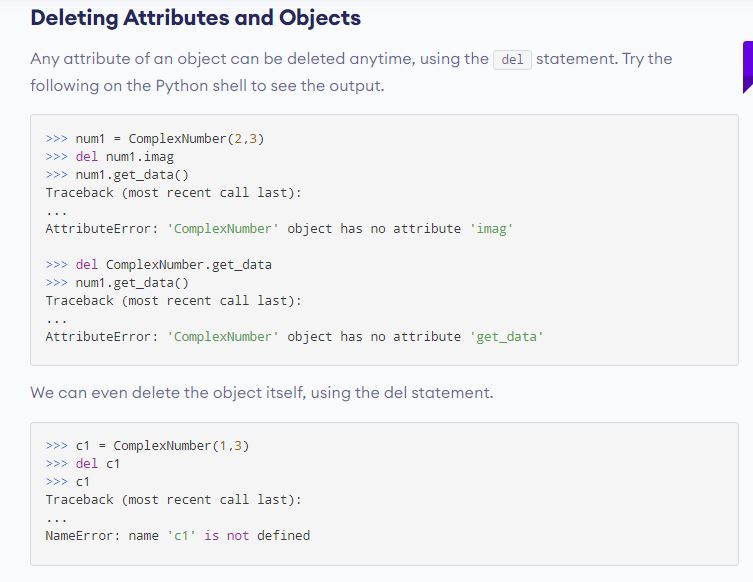 Deleting Attributes and Objects
Any attribute of an object can be deleted anytime, using the del statement. Try the
following on the Python shell to see the output.
>>> num1 = ComplexNumber(2,3)
>>> del num1.imag
>>> num1.get_data()
Traceback (most recent call last):
...
AttributeError: 'ComplexNumber' object has no attribute 'imag'
>>> del ComplexNumber.get_data
>>> num1.get_data()
Traceback (most recent call last):
...
AttributeError: 'ComplexNumber' object has no attribute 'get_data'
We can even delete the object itself, using the del statement.
>>> c1 = ComplexNumber(1,3)
>>> del c1
>>> c1
Traceback (most recent call last):
...
NameError: name 'c1' is not defined